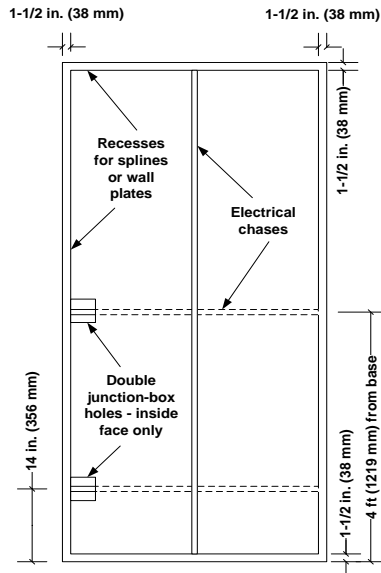 1-1/2 in. (38 mm)
1-1/2 in. (38 mm)
1-1/2 in. (38 mm)
Recesses
for splines
or wall
plates
Electrical
chases
Double
junction-box
holes - inside
face only
14 in. (356 mm)
1-1/2 in. (38 mm)
4 ft (1219 mm) from base